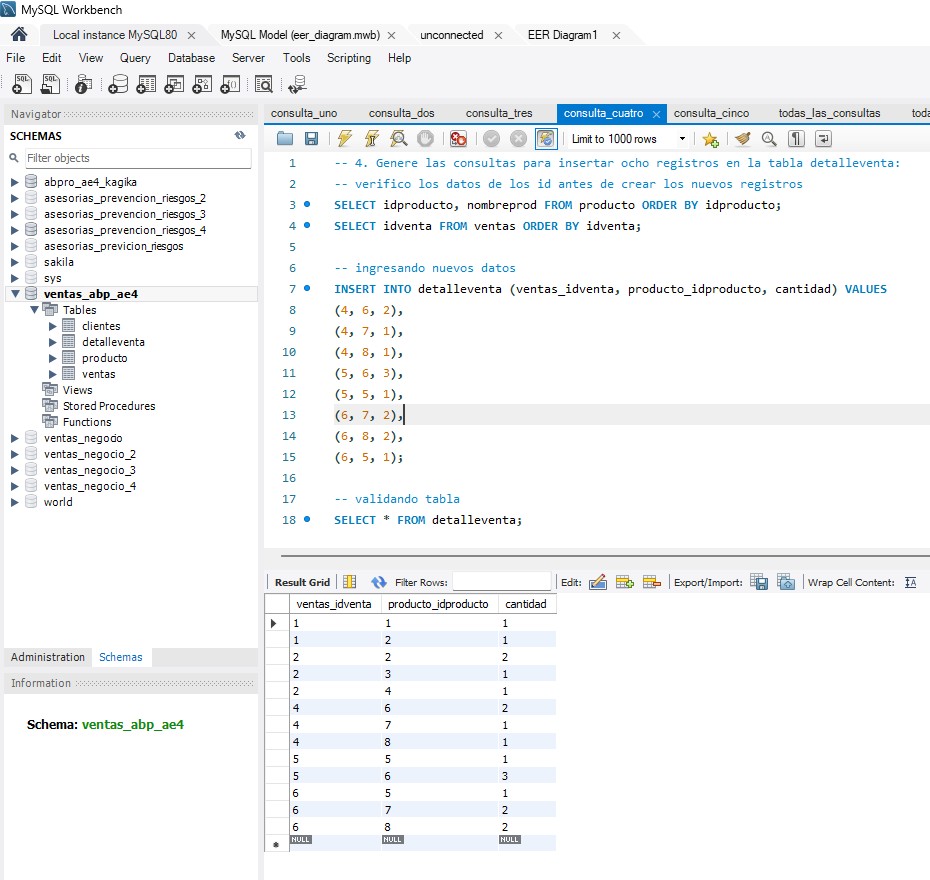 MySQL Workbench
Local instance MySQL80 MySQL Model (eer_diagram.mwb) unconnected EER Diagram1
File Edit View Query Database Server Tools Scripting Help
Navigator
SCHEMAS
Filter objects
abpro_ae4_kagika
asesorias_prevencion_riesgos_2
asesorias_prevencion_riesgos_3
asesorias_prevencion_riesgos_4
asesorias_previcion_riesgos
sakila
sys
ventas_abp_ae4
Tables
clientes
detalleventa
producto
ventas
Views
Stored Procedures
Functions
ventas_negocio
ventas_negocio_2
ventas_negocio_3
ventas_negocio_4
world
Administration Schemas
Information
Schema: ventas_abp_ae4
consulta_uno consulta_dos consulta_tres consulta_cuatro consulta_cinco todas_las_consultas toda
Limit to 1000 rows
1 -- 4. Genere las consultas para insertar ocho registros en la tabla detalleventa:
2 -- verifico los datos de los id antes de crear los nuevos registros
3 SELECT idproducto, nombreprod FROM producto ORDER BY idproducto;
4 SELECT idventa FROM ventas ORDER BY idventa;
5
6 -- ingresando nuevos datos
7 INSERT INTO detalleventa (ventas_idventa, producto_idproducto, cantidad) VALUES
8 (4, 6, 2),
9 (4, 7, 1),
10 (4, 8, 1),
11 (5, 6, 3),
12 (5, 5, 1),
13 (6, 7, 2),
14 (6, 8, 2),
15 (6, 5, 1);
16
17 -- validando tabla
18 SELECT * FROM detalleventa;
Result Grid Filter Rows: Edit: Export/Import: Wrap Cell Content:
ventas_idventa producto_idproducto cantidad
1 1 1
1 2 1
2 2 2
2 3 1
2 4 1
4 6 2
4 7 1
4 8 1
5 5 1
5 6 3
6 5 1
6 7 2
6 8 2
NULL NULL NULL